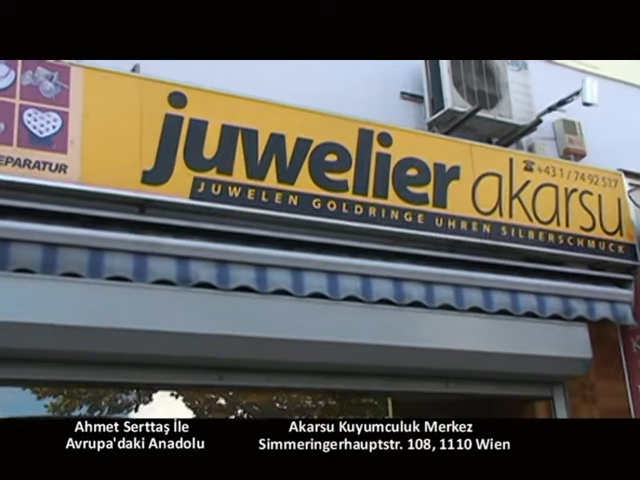 EPARATUR
juwelier akarsu
+43 1 / 74 92 517
JUWELEN GOLDRINGE UHREN SILBERSCHMUCK
Ahmet Serttaş İle
Avrupa'daki Anadolu
Akarsu Kuyumculuk Merkez
Simmeringerhauptstr. 108, 1110 Wien